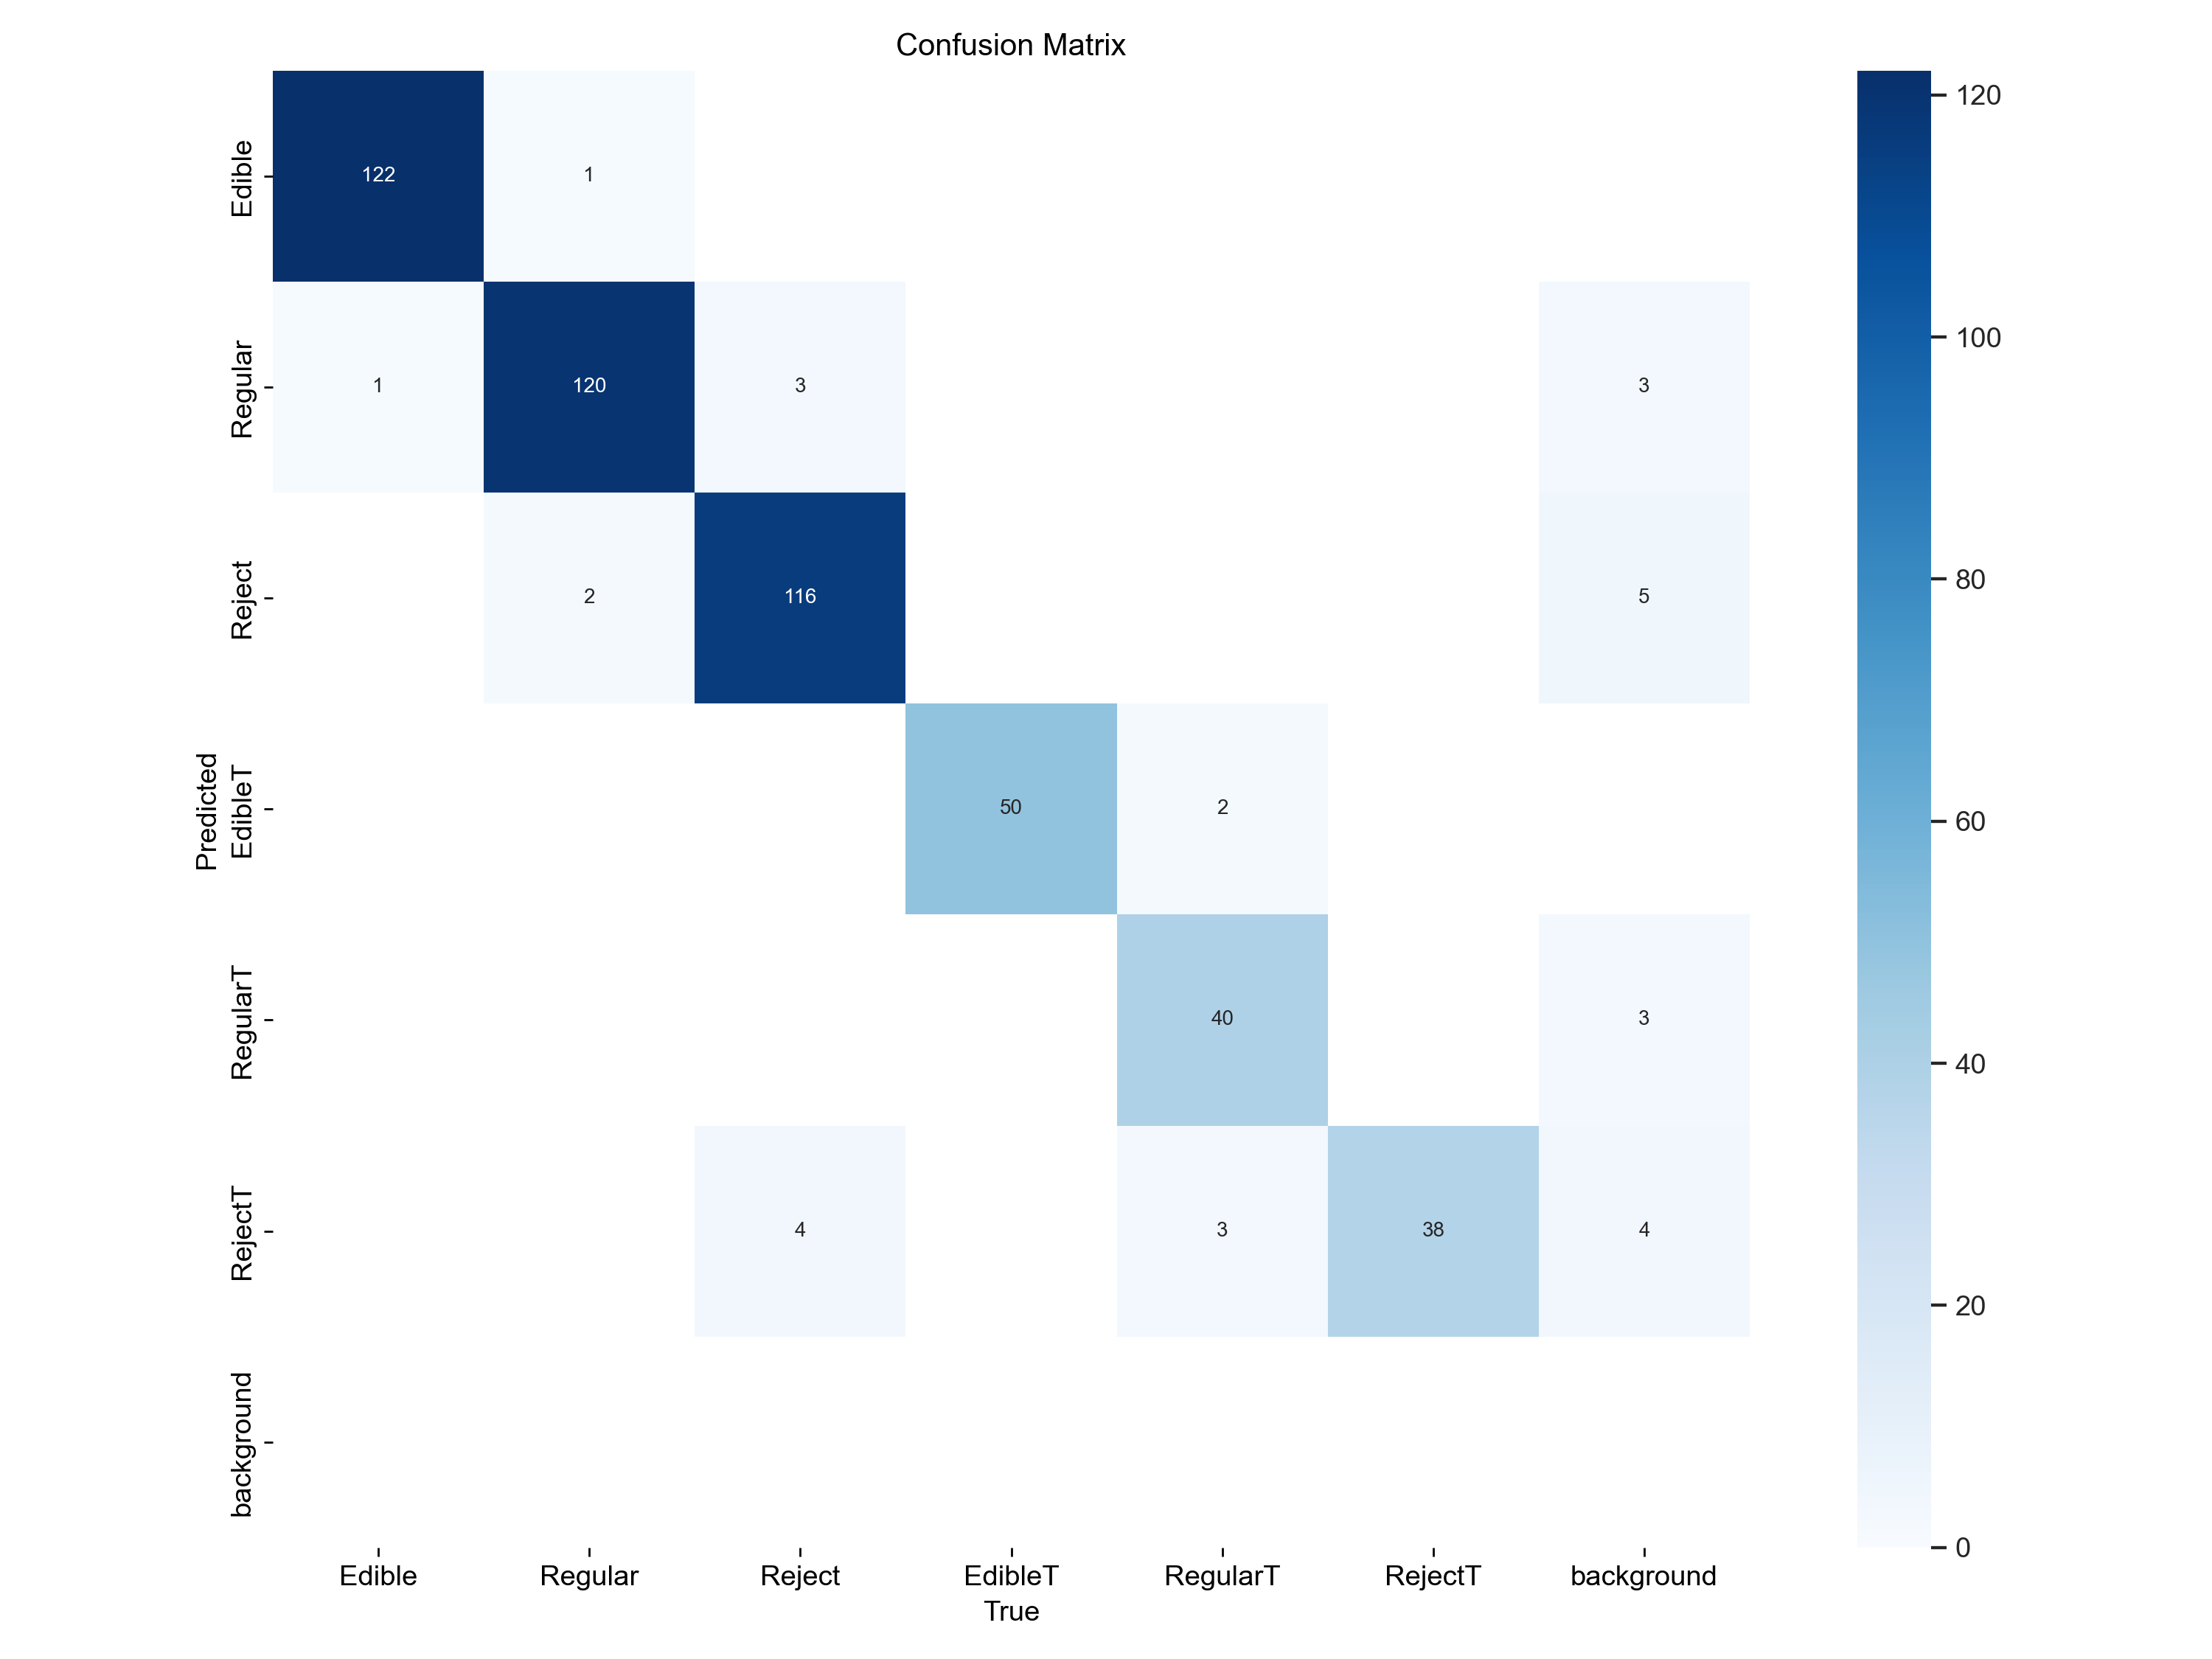 Confusion Matrix
Edible
122
1
120
Regular
1
120
3
3
100
Reject
2
116
5
80
Predicted
EdibleT
50
2
60
RegularT
40
3
40
RejectT
4
3
38
4
20
background
0
Edible Regular Reject EdibleT RegularT RejectT background
True